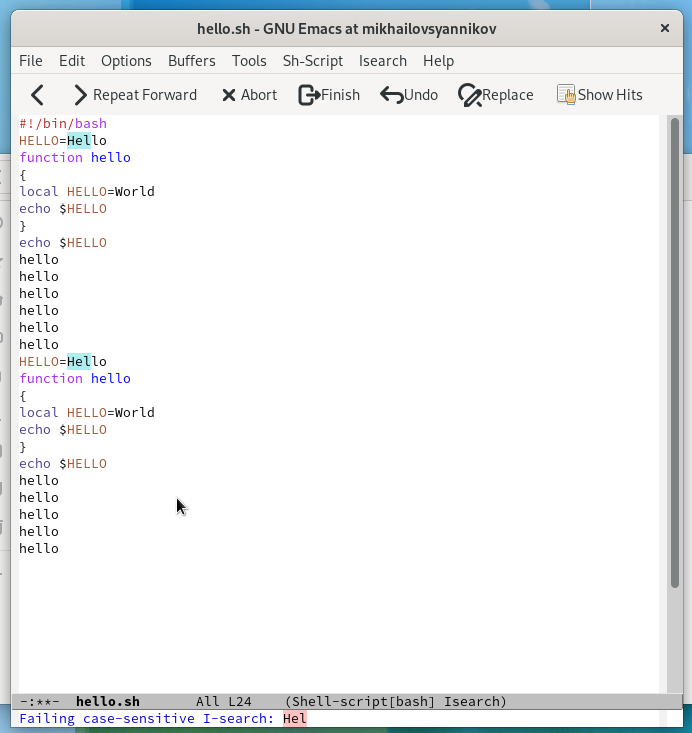 hello.sh - GNU Emacs at mikhailovsyannikov
File Edit Options Buffers Tools Sh-Script Isearch Help
Repeat Forward Abort Finish Undo Replace Show Hits
#!/bin/bash
HELLO=Hello
function hello
{
local HELLO=World
echo $HELLO
}
echo $HELLO
hello
hello
hello
hello
hello
hello
HELLO=Hello
function hello
{
local HELLO=World
echo $HELLO
}
echo $HELLO
hello
hello
hello
hello
hello
-:**- hello.sh All L24 (Shell-script[bash] Isearch)
Failing case-sensitive I-search: Hel